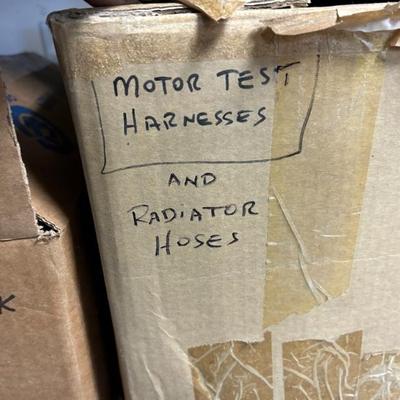 MOTOR TEST
HARNESSES
AND
RADIATOR
HOSES